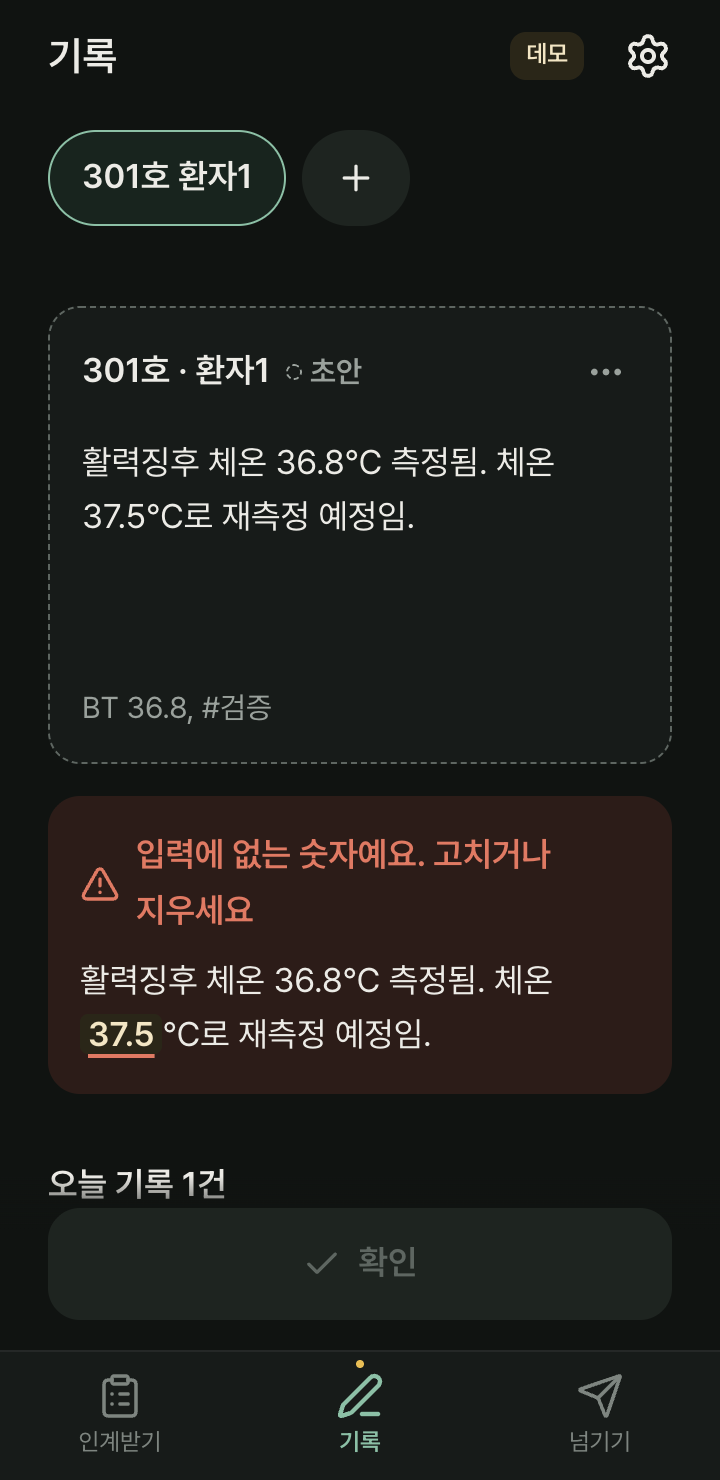 기록
데모
301호 환자1
+
301호 · 환자1 초안
활력징후 체온 36.8°C 측정됨. 체온
37.5°C로 재측정 예정임.
BT 36.8, #검증
입력에 없는 숫자예요. 고치거나
지우세요
활력징후 체온 36.8°C 측정됨. 체온
37.5°C로 재측정 예정임.
오늘 기록 1건
확인
인계받기
기록
넘기기